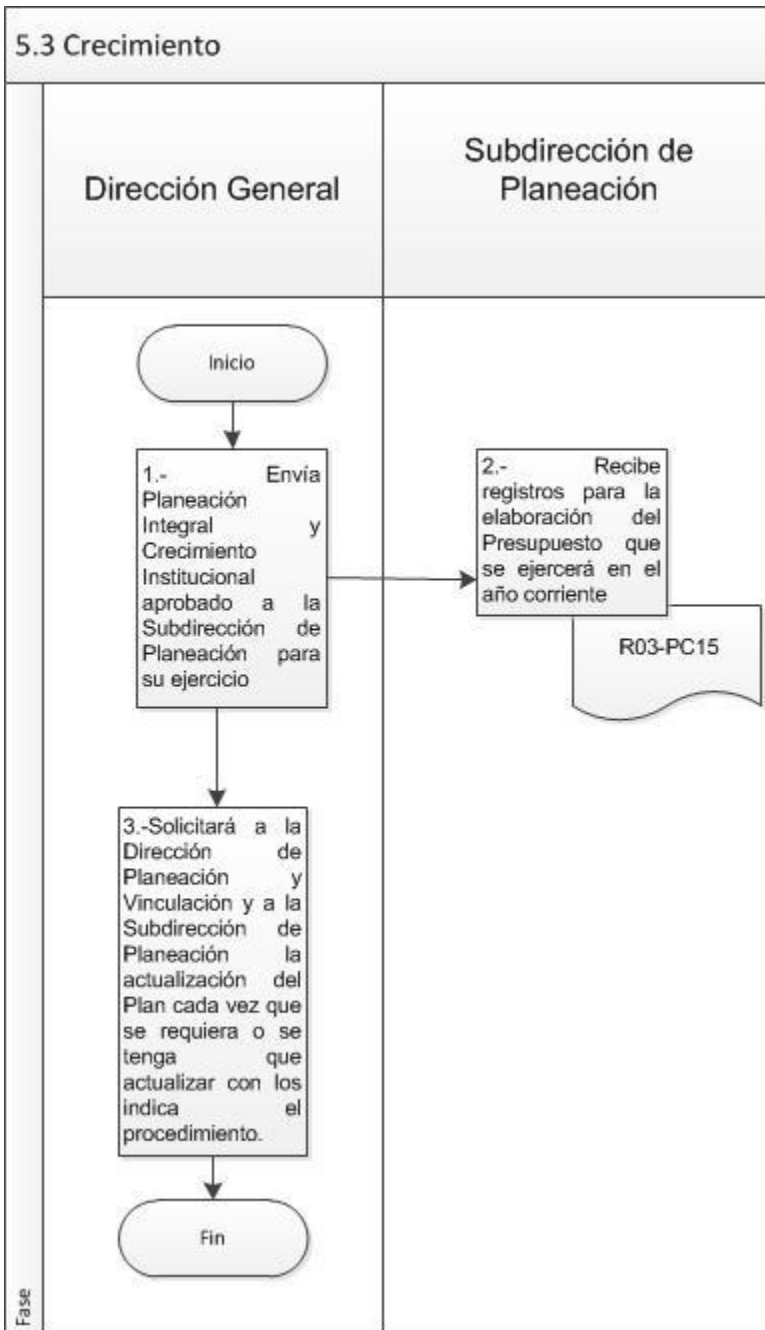 5.3 Crecimiento
Dirección General
Subdirección de
Planeación
Inicio
1.- Envía
Planeación
Integral y
Crecimiento
Institucional
aprobado a la
Subdirección de
Planeación para
su ejercicio
2.- Recibe
registros para la
elaboración del
Presupuesto que
se ejercerá en el
año corriente
R03-PC15
3.-Solicitará a la
Dirección de
Planeación y
Vinculación y a la
Subdirección de
Planeación la
actualización del
Plan cada vez que
se requiera o se
tenga que
actualizar con los
indica el
procedimiento.
Fin
Fase